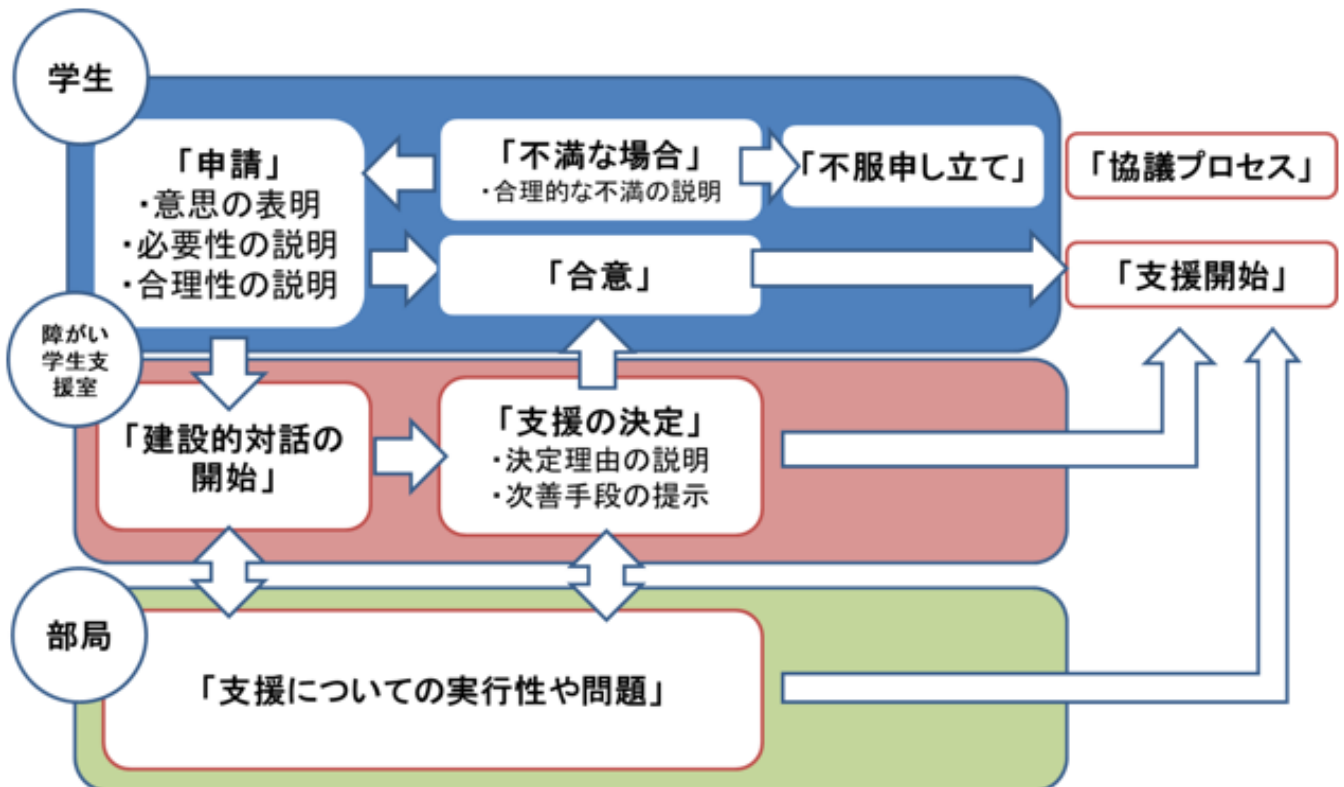 学生
「申請」
・意思の表明
・必要性の説明
・合理性の説明
「不満な場合」
・合理的な不満の説明
「不服申し立て」
「協議プロセス」
「合意」
「支援開始」
障がい
学生支
援室
「建設的対話の
開始」
「支援の決定」
・決定理由の説明
・次善手段の提示
部局
「支援についての実行性や問題」